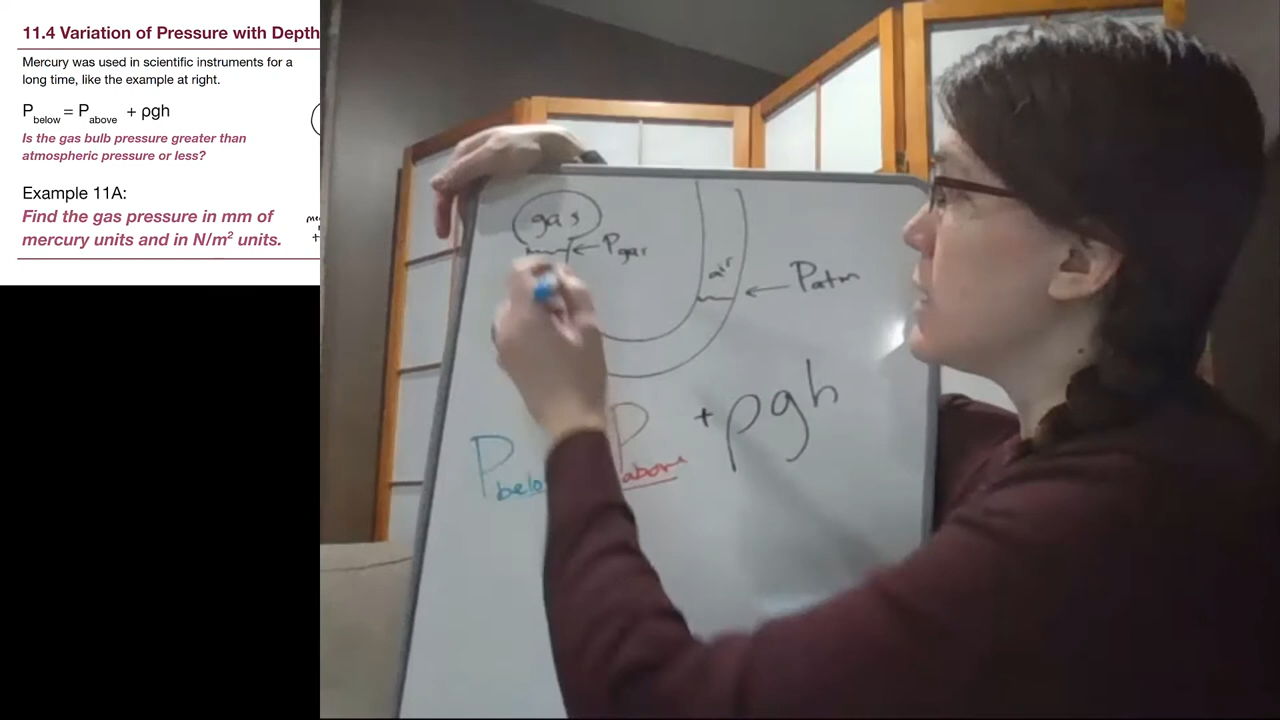 11.4 Variation of Pressure with Depth
Mercury was used in scientific instruments for a
long time, like the example at right.
P below = P above + ρgh
Is the gas bulb pressure greater than
atmospheric pressure or less?
Example 11A:
Find the gas pressure in mm of
mercury units and in N/m² units.
gas
← Pgas
air
← Patm
Pbelo
Pabove + ρgh